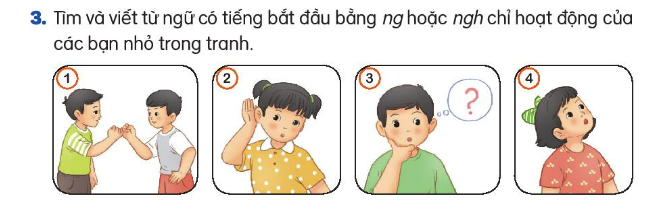 3. Tìm và viết từ ngữ có tiếng bắt đầu bằng ng hoặc ngh chỉ hoạt động của
các bạn nhỏ trong tranh.
1 2 3 ? 4